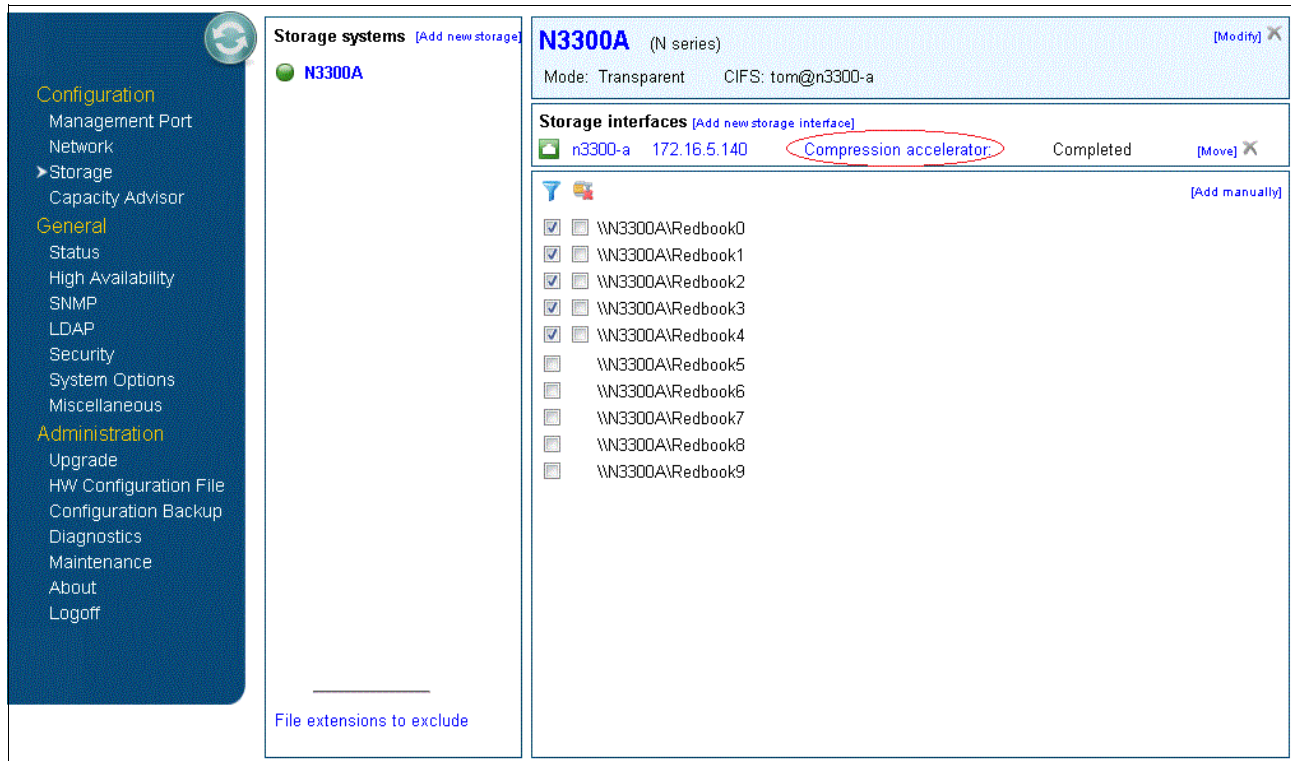 Configuration
Management Port
Network
Storage
Capacity Advisor
General
Status
High Availability
SNMP
LDAP
Security
System Options
Miscellaneous
Administration
Upgrade
HW Configuration File
Configuration Backup
Diagnostics
Maintenance
About
Logoff
Storage systems [Add new storage]
N3300A
File extensions to exclude
N3300A (N series) [Modify]
Mode: Transparent CIFS: tom@n3300-a
Storage interfaces [Add new storage interface]
n3300-a 172.16.5.140 Compression accelerator: Completed [Move]
[Add manually]
\\N3300A\Redbook0
\\N3300A\Redbook1
\\N3300A\Redbook2
\\N3300A\Redbook3
\\N3300A\Redbook4
\\N3300A\Redbook5
\\N3300A\Redbook6
\\N3300A\Redbook7
\\N3300A\Redbook8
\\N3300A\Redbook9